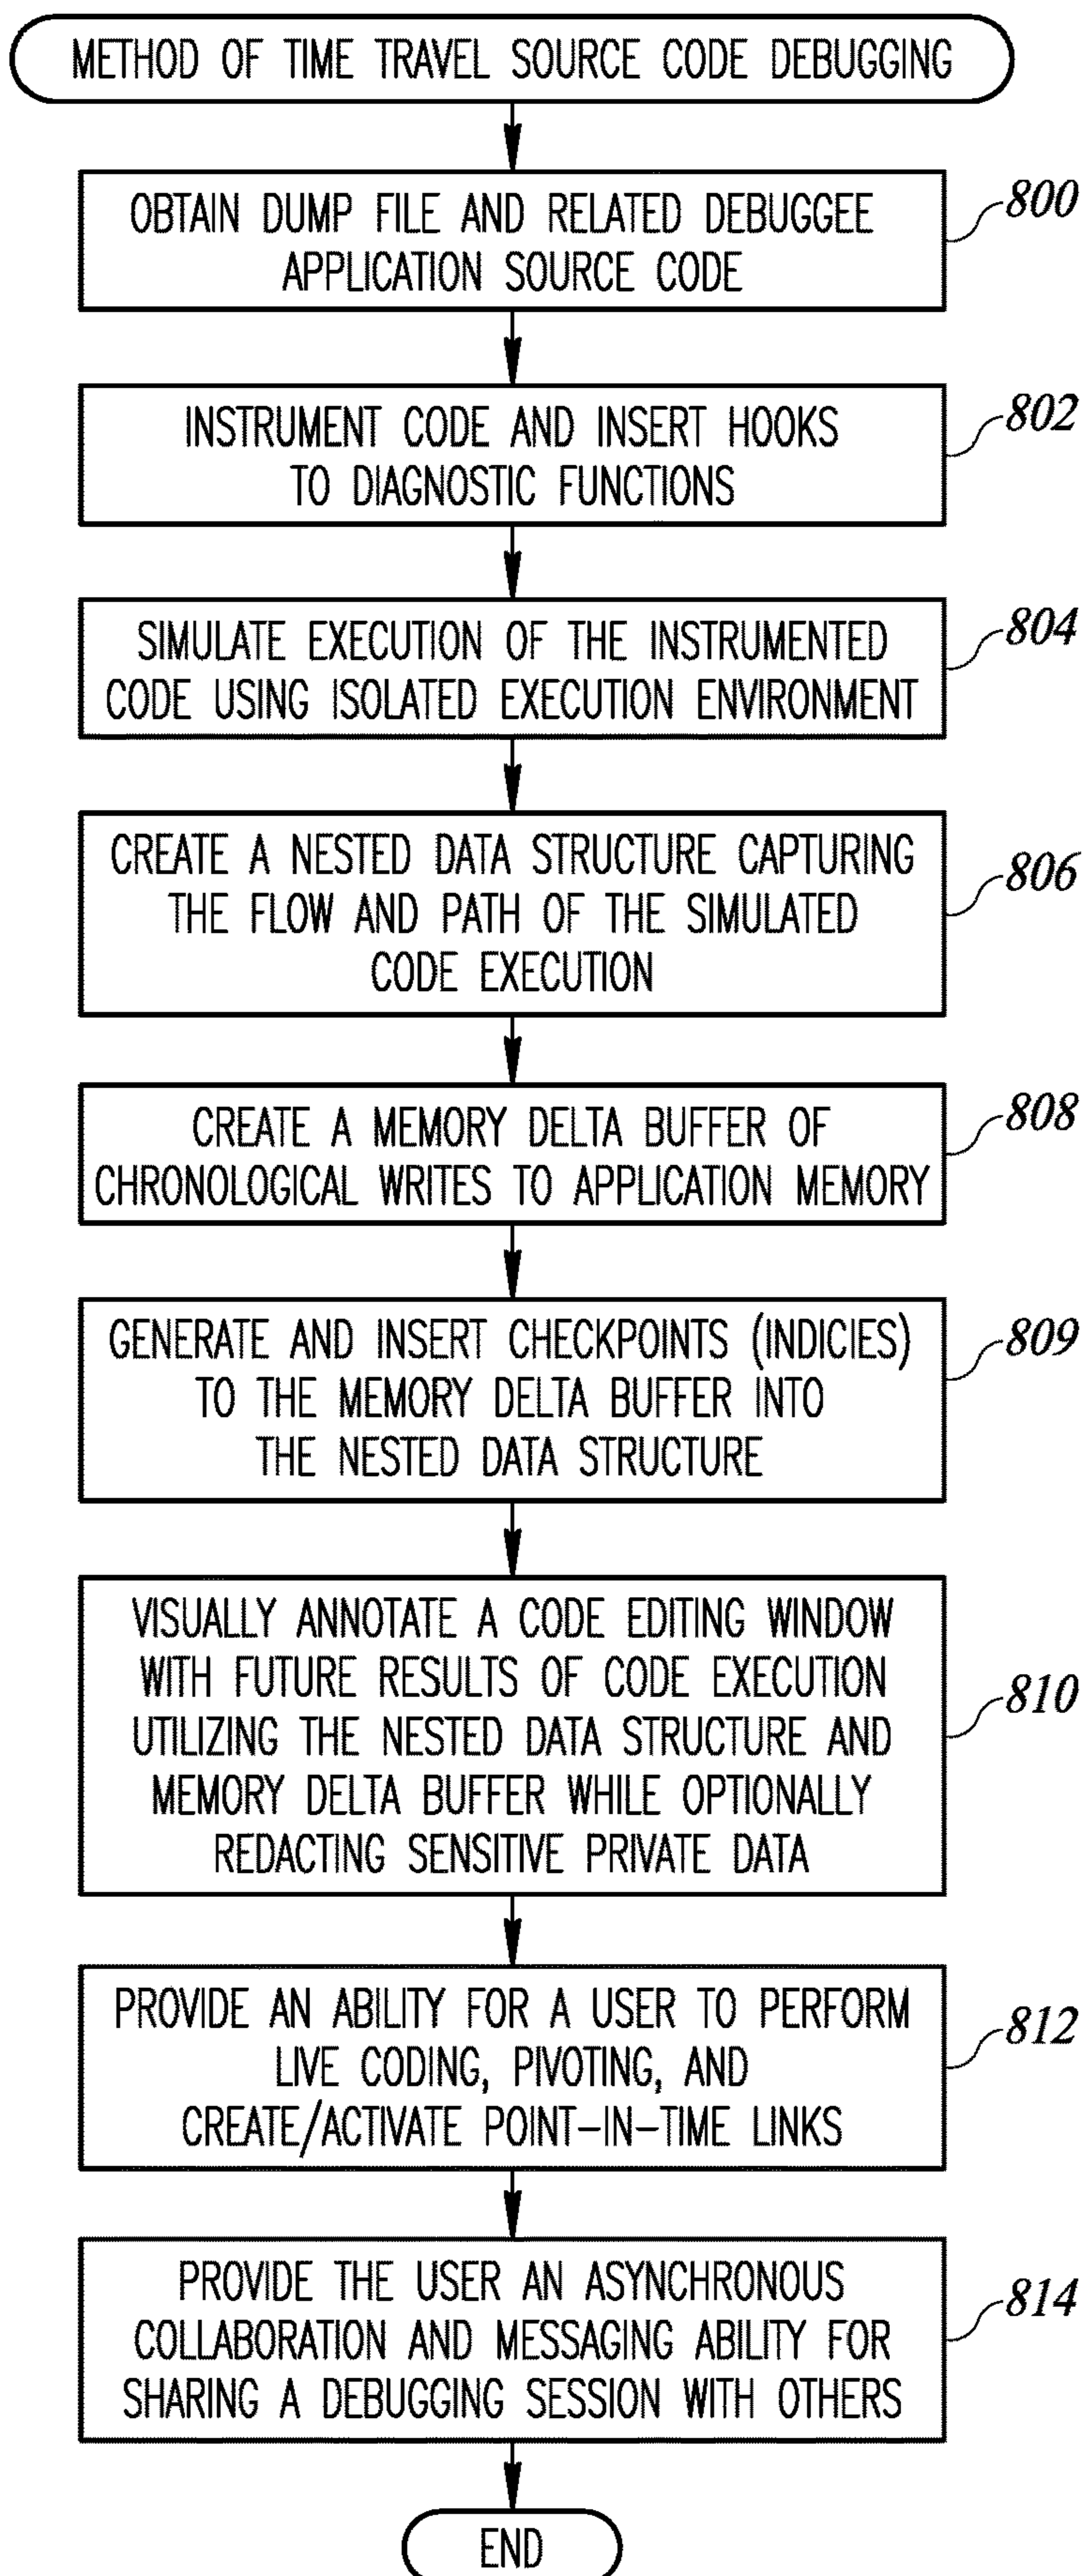 METHOD OF TIME TRAVEL SOURCE CODE DEBUGGING
OBTAIN DUMP FILE AND RELATED DEBUGGEE
APPLICATION SOURCE CODE
800
INSTRUMENT CODE AND INSERT HOOKS
TO DIAGNOSTIC FUNCTIONS
802
SIMULATE EXECUTION OF THE INSTRUMENTED
CODE USING ISOLATED EXECUTION ENVIRONMENT
804
CREATE A NESTED DATA STRUCTURE CAPTURING
THE FLOW AND PATH OF THE SIMULATED
CODE EXECUTION
806
CREATE A MEMORY DELTA BUFFER OF
CHRONOLOGICAL WRITES TO APPLICATION MEMORY
808
GENERATE AND INSERT CHECKPOINTS (INDICIES)
TO THE MEMORY DELTA BUFFER INTO
THE NESTED DATA STRUCTURE
809
VISUALLY ANNOTATE A CODE EDITING WINDOW
WITH FUTURE RESULTS OF CODE EXECUTION
UTILIZING THE NESTED DATA STRUCTURE AND
MEMORY DELTA BUFFER WHILE OPTIONALLY
REDACTING SENSITIVE PRIVATE DATA
810
PROVIDE AN ABILITY FOR A USER TO PERFORM
LIVE CODING, PIVOTING, AND
CREATE/ACTIVATE POINT-IN-TIME LINKS
812
PROVIDE THE USER AN ASYNCHRONOUS
COLLABORATION AND MESSAGING ABILITY FOR
SHARING A DEBUGGING SESSION WITH OTHERS
814
END